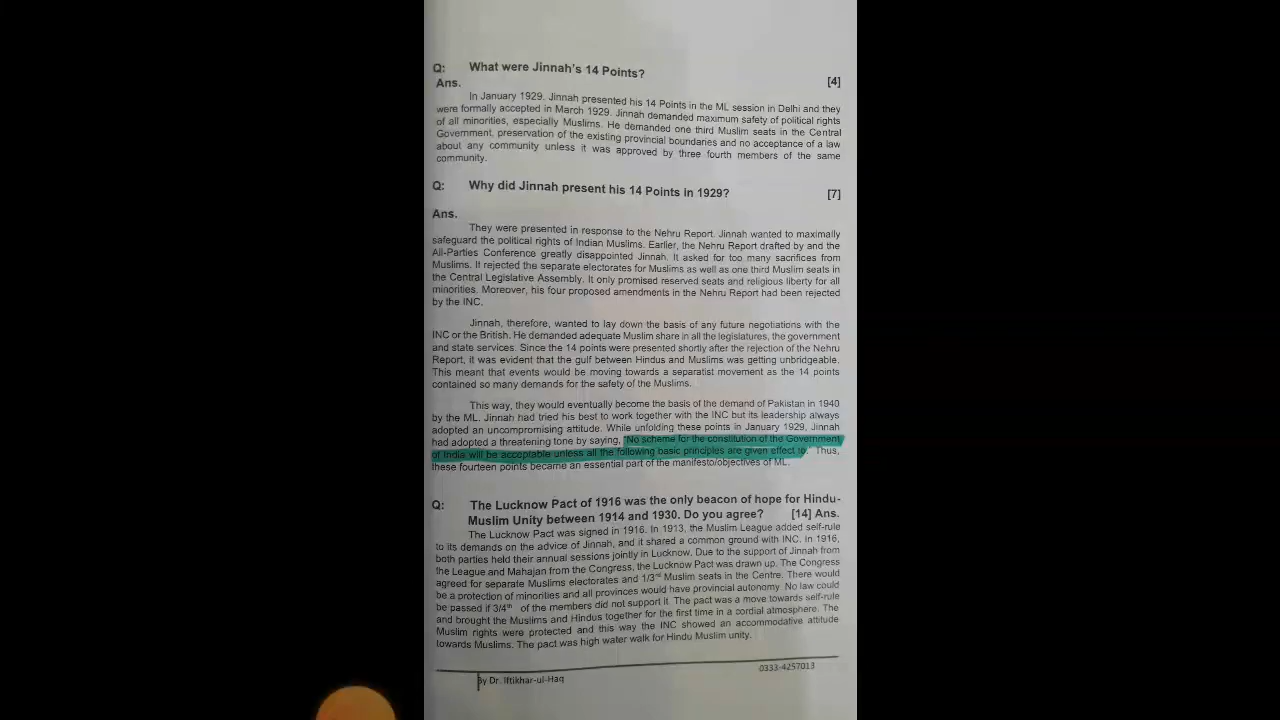 Q: What were Jinnah's 14 Points? [4]
Ans.
In January 1929. Jinnah presented his 14 Points in the ML session in Delhi and they
were formally accepted in March 1929. Jinnah demanded maximum safety of political rights
of all minorities, especially Muslims. He demanded one third Muslim seats in the Central
Government, preservation of the existing provincial boundaries and no acceptance of a law
about any community unless it was approved by three fourth members of the same
community.
Q: Why did Jinnah present his 14 Points in 1929? [7]
Ans.
They were presented in response to the Nehru Report. Jinnah wanted to maximally
safeguard the political rights of Indian Muslims. Earlier, the Nehru Report drafted by and the
All-Parties Conference greatly disappointed Jinnah. It asked for too many sacrifices from
Muslims. It rejected the separate electorates for Muslims as well as one third Muslim seats in
the Central Legislative Assembly. It only promised reserved seats and religious liberty for all
minorities. Moreover, his four proposed amendments in the Nehru Report had been rejected
by the INC.
Jinnah, therefore, wanted to lay down the basis of any future negotiations with the
INC or the British. He demanded adequate Muslim share in all the legislatures, the government
and state services. Since the 14 points were presented shortly after the rejection of the Nehru
Report, it was evident that the gulf between Hindus and Muslims was getting unbridgeable.
This meant that events would be moving towards a separatist movement as the 14 points
contained so many demands for the safety of the Muslims.
This way, they would eventually become the basis of the demand of Pakistan in 1940
by the ML. Jinnah had tried his best to work together with the INC but its leadership always
adopted an uncompromising attitude. While unfolding these points in January 1929, Jinnah
had adopted a threatening tone by saying, "No scheme for the constitution of the Government
of India will be acceptable unless all the following basic principles are given effect to." Thus,
these fourteen points became an essential part of the manifesto/objectives of ML.
Q: The Lucknow Pact of 1916 was the only beacon of hope for Hindu-
Muslim Unity between 1914 and 1930. Do you agree? [14] Ans.
The Lucknow Pact was signed in 1916. In 1913, the Muslim League added self-rule
to its demands on the advice of Jinnah, and it shared a common ground with INC. In 1916,
both parties held their annual sessions jointly in Lucknow. Due to the support of Jinnah from
the League and Mahajan from the Congress, the Lucknow Pact was drawn up. The Congress
agreed for separate Muslims electorates and 1/3rd Muslim seats in the Centre. There would
be a protection of minorities and all provinces would have provincial autonomy. No law could
be passed if 3/4th of the members did not support it. The pact was a move towards self-rule
and brought the Muslims and Hindus together for the first time in a cordial atmosphere. The
Muslim rights were protected and this way the INC showed an accommodative attitude
towards Muslims. The pact was high water walk for Hindu Muslim unity.
By Dr. Iftikhar-ul-Haq 0333-4257013